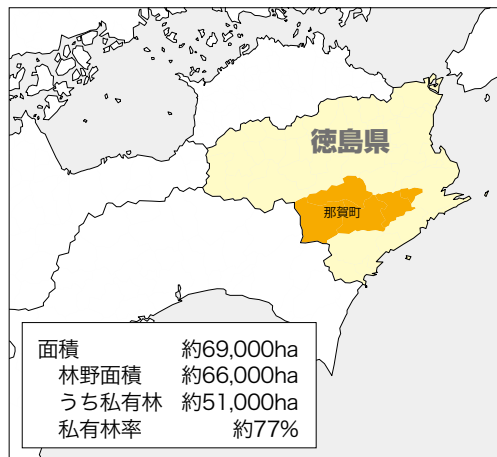 徳島県
那賀町
面積 約69,000ha
林野面積 約66,000ha
うち私有林 約51,000ha
私有林率 約77%